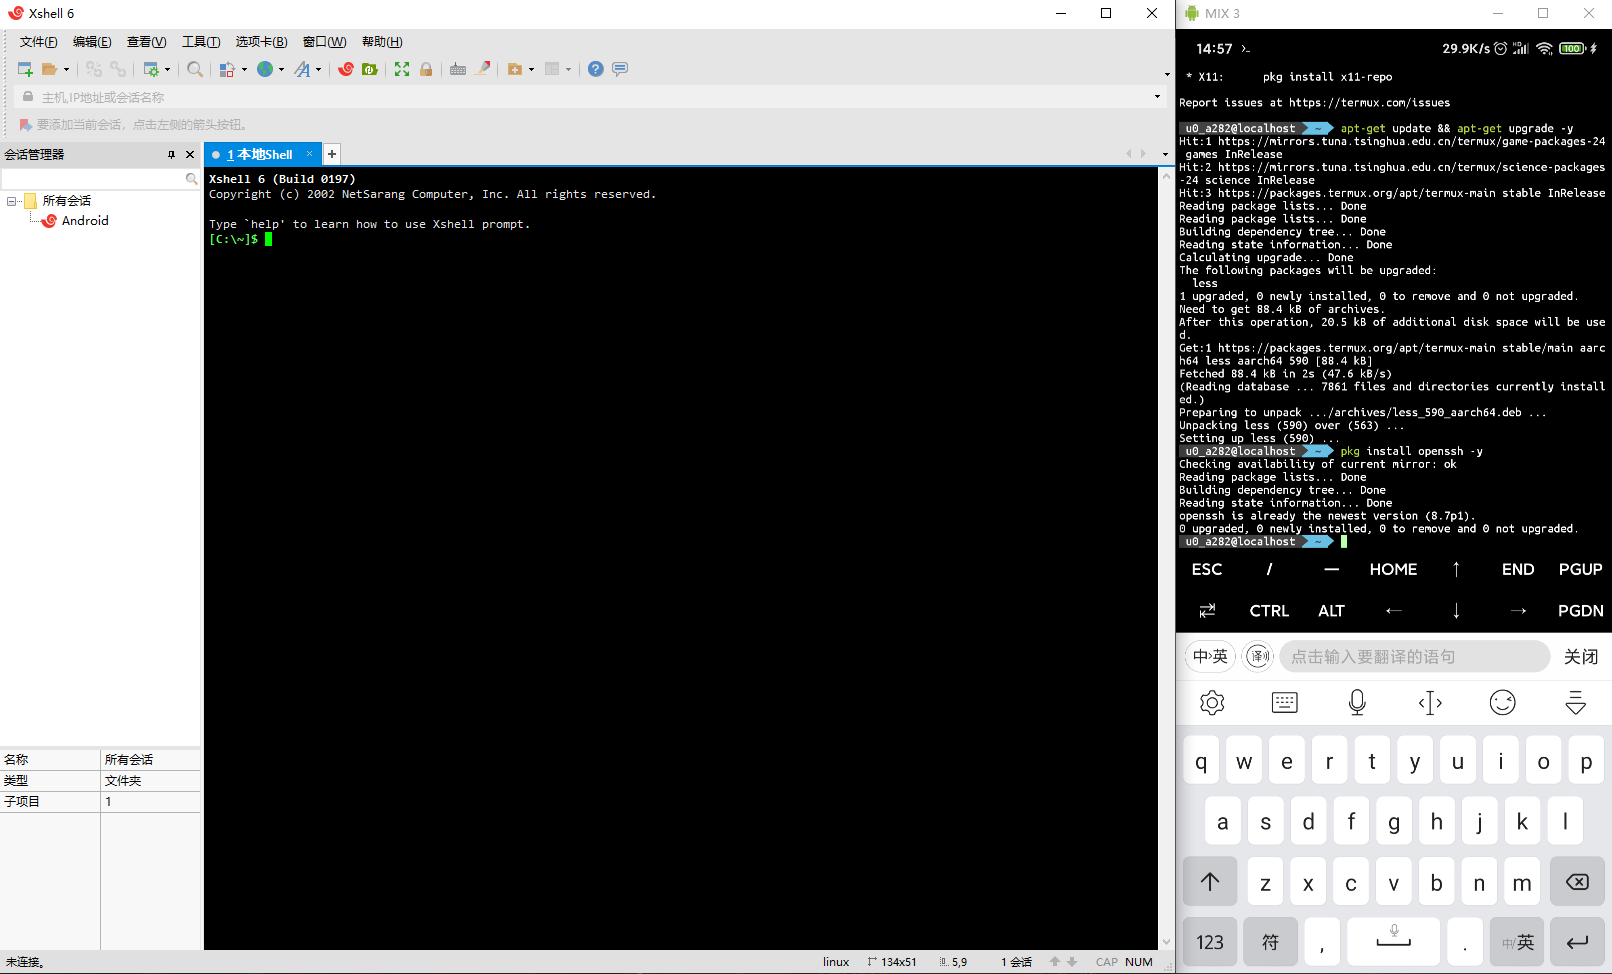 Xshell 6
文件(F) 编辑(E) 查看(V) 工具(T) 选项卡(B) 窗口(W) 帮助(H)
主机,IP地址或会话名称
要添加当前会话，点击左侧的箭头按钮。
会话管理器
所有会话
Android
名称 所有会话
类型 文件夹
子项目 1
未连接。
1 本地Shell
Xshell 6 (Build 0197)
Copyright (c) 2002 NetSarang Computer, Inc. All rights reserved.
Type `help' to learn how to use Xshell prompt.
[C:\~]$
linux 134x51 5,9 1 会话 CAP NUM
MIX 3
14:57 29.9K/s HD 100
* X11: pkg install x11-repo
Report issues at https://termux.com/issues
u0_a282@localhost ~ apt-get update && apt-get upgrade -y
Hit:1 https://mirrors.tuna.tsinghua.edu.cn/termux/game-packages-24
games InRelease
Hit:2 https://mirrors.tuna.tsinghua.edu.cn/termux/science-packages
-24 science InRelease
Hit:3 https://packages.termux.org/apt/termux-main stable InRelease
Reading package lists... Done
Reading package lists... Done
Building dependency tree... Done
Reading state information... Done
Calculating upgrade... Done
The following packages will be upgraded:
less
1 upgraded, 0 newly installed, 0 to remove and 0 not upgraded.
Need to get 88.4 kB of archives.
After this operation, 20.5 kB of additional disk space will be use
d.
Get:1 https://packages.termux.org/apt/termux-main stable/main aarc
h64 less aarch64 590 [88.4 kB]
Fetched 88.4 kB in 2s (47.6 kB/s)
(Reading database ... 7861 files and directories currently install
ed.)
Preparing to unpack .../archives/less_590_aarch64.deb ...
Unpacking less (590) over (563) ...
Setting up less (590) ...
u0_a282@localhost ~ pkg install openssh -y
Checking availability of current mirror: ok
Reading package lists... Done
Building dependency tree... Done
Reading state information... Done
openssh is already the newest version (8.7p1).
0 upgraded, 0 newly installed, 0 to remove and 0 not upgraded.
u0_a282@localhost ~
ESC / — HOME ↑ END PGUP
⇄ CTRL ALT ← ↓ → PGDN
中›英 译 点击输入要翻译的语句 关闭
q w e r t y u i o p
a s d f g h j k l
z x c v b n m
123 符 , . 中/英